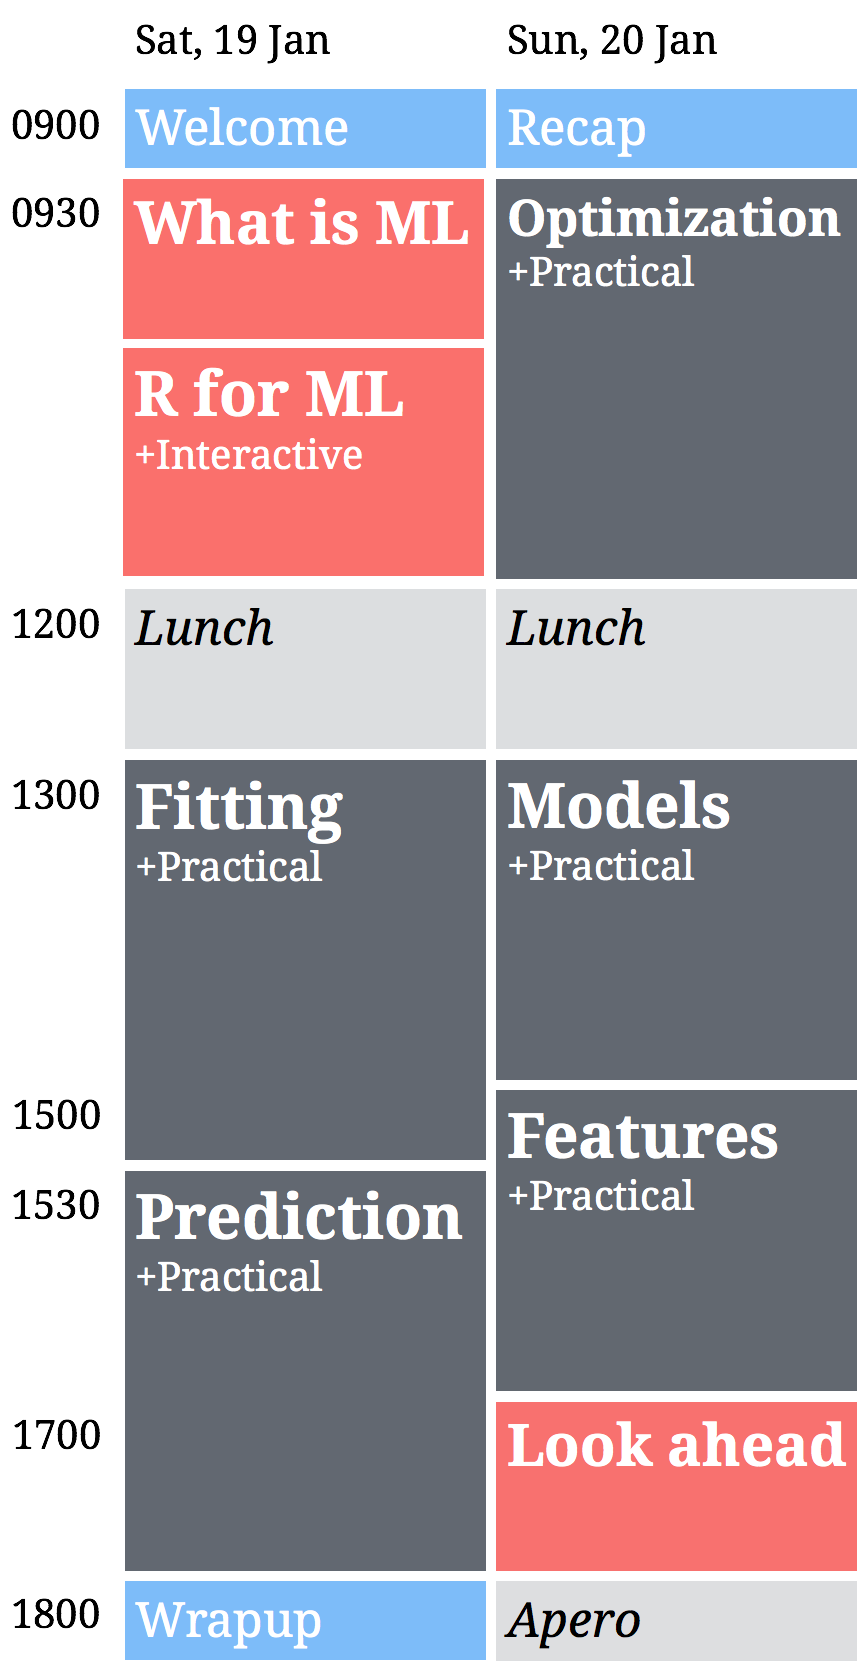 Sat, 19 Jan
Sun, 20 Jan
0900
Welcome
Recap
0930
What is ML
Optimization
+Practical
R for ML
+Interactive
1200
Lunch
Lunch
1300
Fitting
+Practical
Models
+Practical
1500
Features
+Practical
1530
Prediction
+Practical
1700
Look ahead
1800
Wrapup
Apero